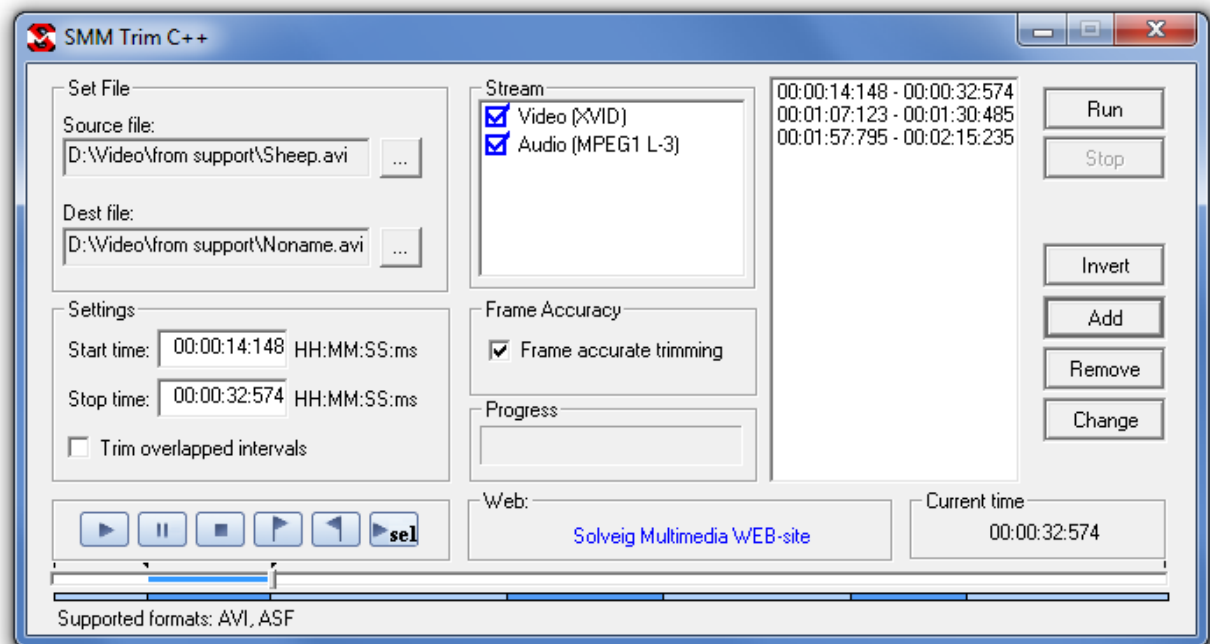 SMM Trim C++
Set File
Source file:
D:\Video\from support\Sheep.avi
...
Dest file:
D:\Video\from support\Noname.avi
...
Settings
Start time: 00:00:14:148 HH:MM:SS:ms
Stop time: 00:00:32:574 HH:MM:SS:ms
Trim overlapped intervals
Stream
Video (XVID)
Audio (MPEG1 L-3)
Frame Accuracy
Frame accurate trimming
Progress
00:00:14:148 - 00:00:32:574
00:01:07:123 - 00:01:30:485
00:01:57:795 - 00:02:15:235
Run
Stop
Invert
Add
Remove
Change
sel
Web:
Solveig Multimedia WEB-site
Current time
00:00:32:574
Supported formats: AVI, ASF